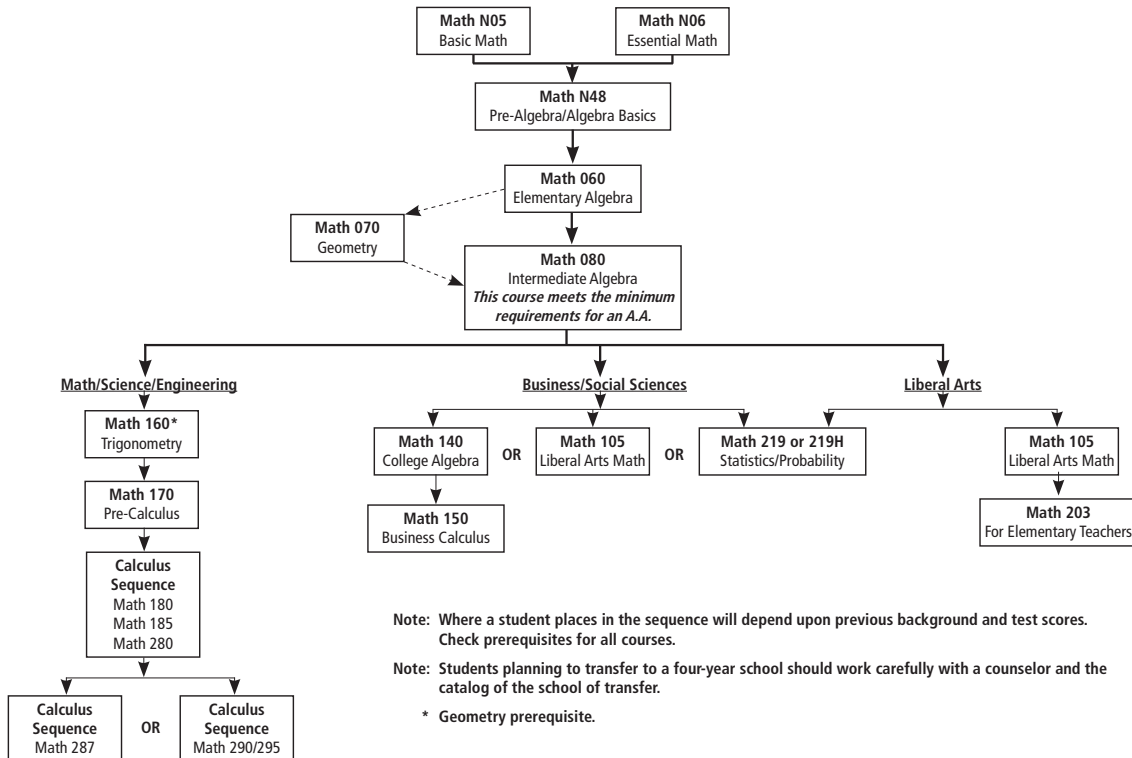 Math N05
Basic Math
Math N06
Essential Math
Math N48
Pre-Algebra/Algebra Basics
Math 060
Elementary Algebra
Math 070
Geometry
Math 080
Intermediate Algebra
This course meets the minimum
requirements for an A.A.
Math/Science/Engineering
Business/Social Sciences
Liberal Arts
Math 160*
Trigonometry
Math 140
College Algebra
OR
Math 105
Liberal Arts Math
OR
Math 219 or 219H
Statistics/Probability
Math 105
Liberal Arts Math
Math 170
Pre-Calculus
Math 150
Business Calculus
Math 203
For Elementary Teachers
Calculus
Sequence
Math 180
Math 185
Math 280
Note: Where a student places in the sequence will depend upon previous background and test scores.
Check prerequisites for all courses.
Note: Students planning to transfer to a four-year school should work carefully with a counselor and the
catalog of the school of transfer.
* Geometry prerequisite.
Calculus
Sequence
Math 287
OR
Calculus
Sequence
Math 290/295